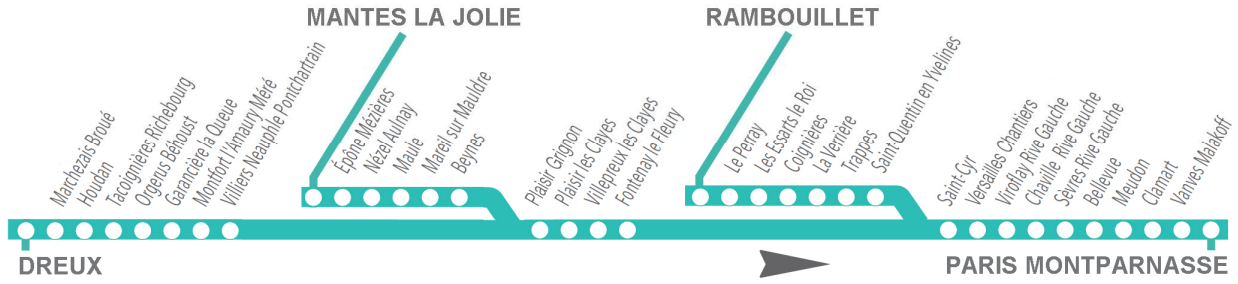 MANTES LA JOLIE
RAMBOUILLET
Marchezais Broué
Houdan
Tacoignières Richebourg
Orgerus Béhoust
Garancière la Queue
Montfort l'Amaury Méré
Villiers Neauphle Pontchartrain
Épône Mézières
Nézel Aulnay
Maule
Mareil sur Mauldre
Beynes
Plaisir Grignon
Plaisir les Clayes
Villepreux les Clayes
Fontenay le Fleury
Le Perray
Les Essarts le Roi
Coignières
La Verrière
Trappes
Saint-Quentin en Yvelines
Saint-Cyr
Versailles Chantiers
Viroflay Rive Gauche
Chaville Rive Gauche
Sèvres Rive Gauche
Bellevue
Meudon
Clamart
Vanves Malakoff
DREUX
PARIS MONTPARNASSE